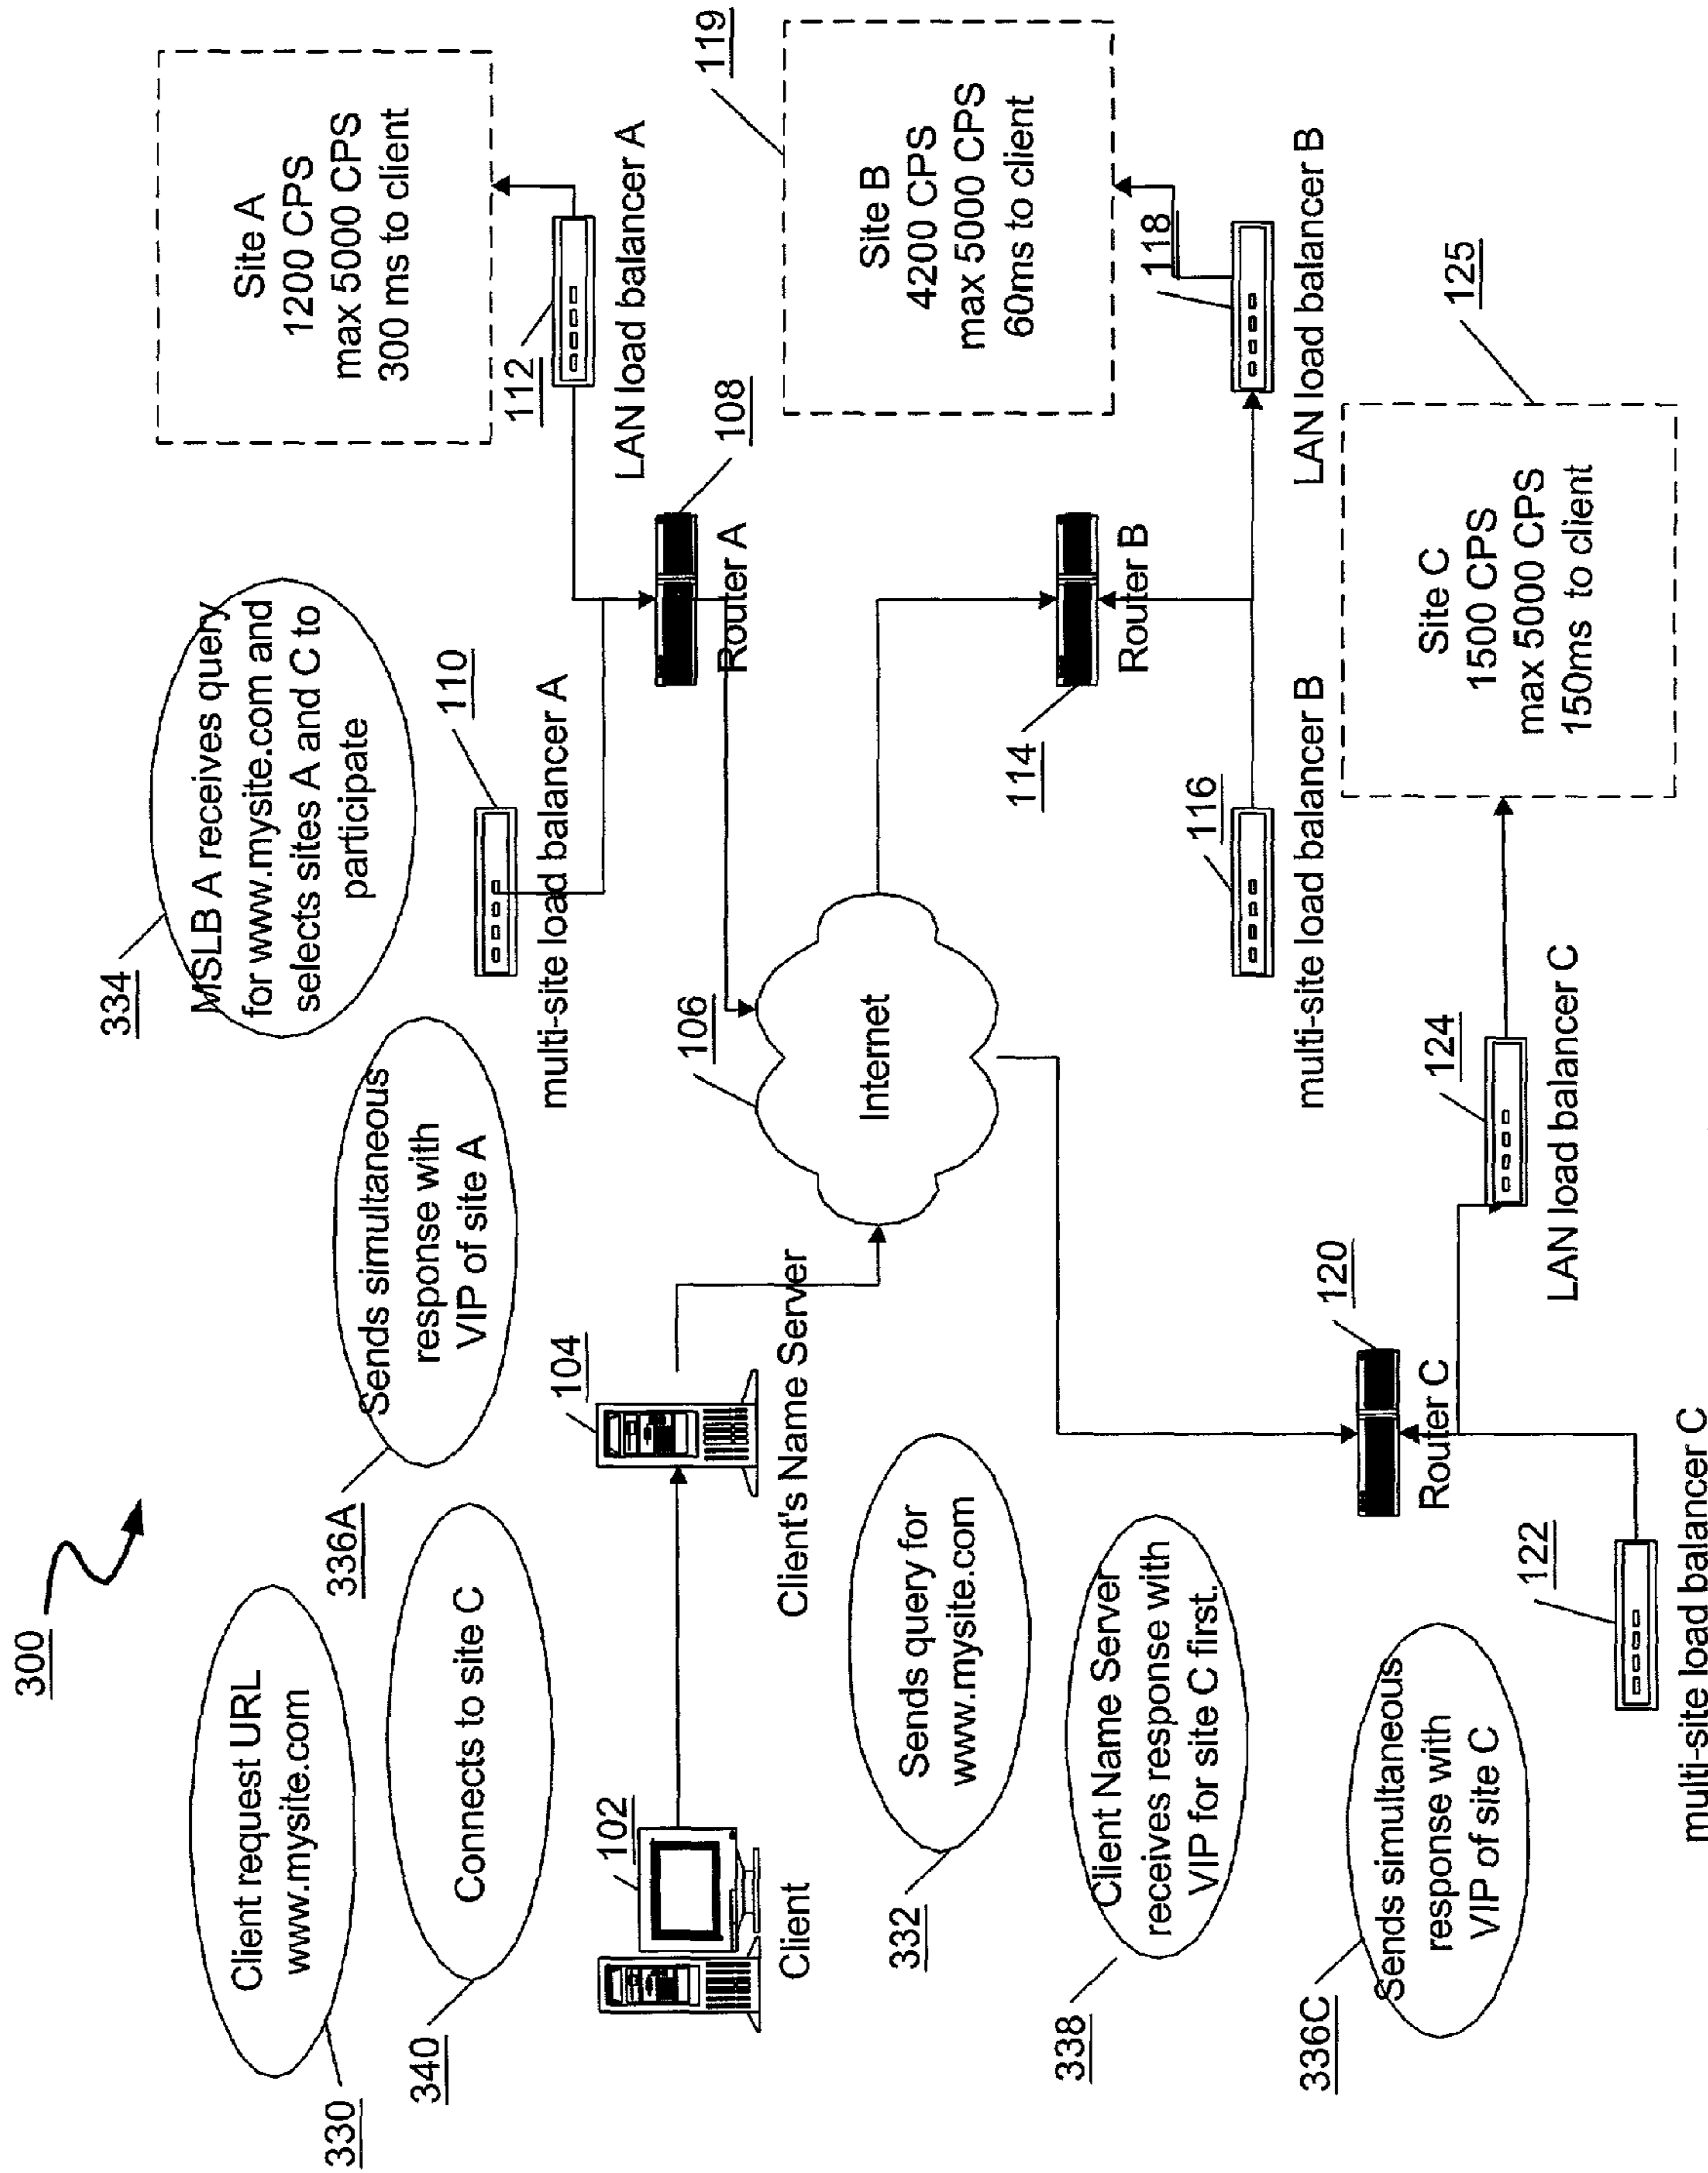 300
330
Client request URL
www.mysite.com
340
Connects to site C
336A
Sends simultaneous
response with
VIP of site A
334
MSLB A receives query
for www.mysite.com and
selects sites A and C to
participate
Site A
1200 CPS
max 5000 CPS
300 ms to client
112
LAN load balancer A
110
multi-site load balancer A
108
Router A
102
Client
104
Client's Name Server
106
Internet
119
Site B
4200 CPS
max 5000 CPS
60ms to client
118
LAN load balancer B
114
Router B
116
multi-site load balancer B
332
Sends query for
www.mysite.com
338
Client Name Server
receives response with
VIP for site C first.
336C
Sends simultaneous
response with
VIP of site C
120
Router C
122
multi-site load balancer C
124
LAN load balancer C
125
Site C
1500 CPS
max 5000 CPS
150ms to client